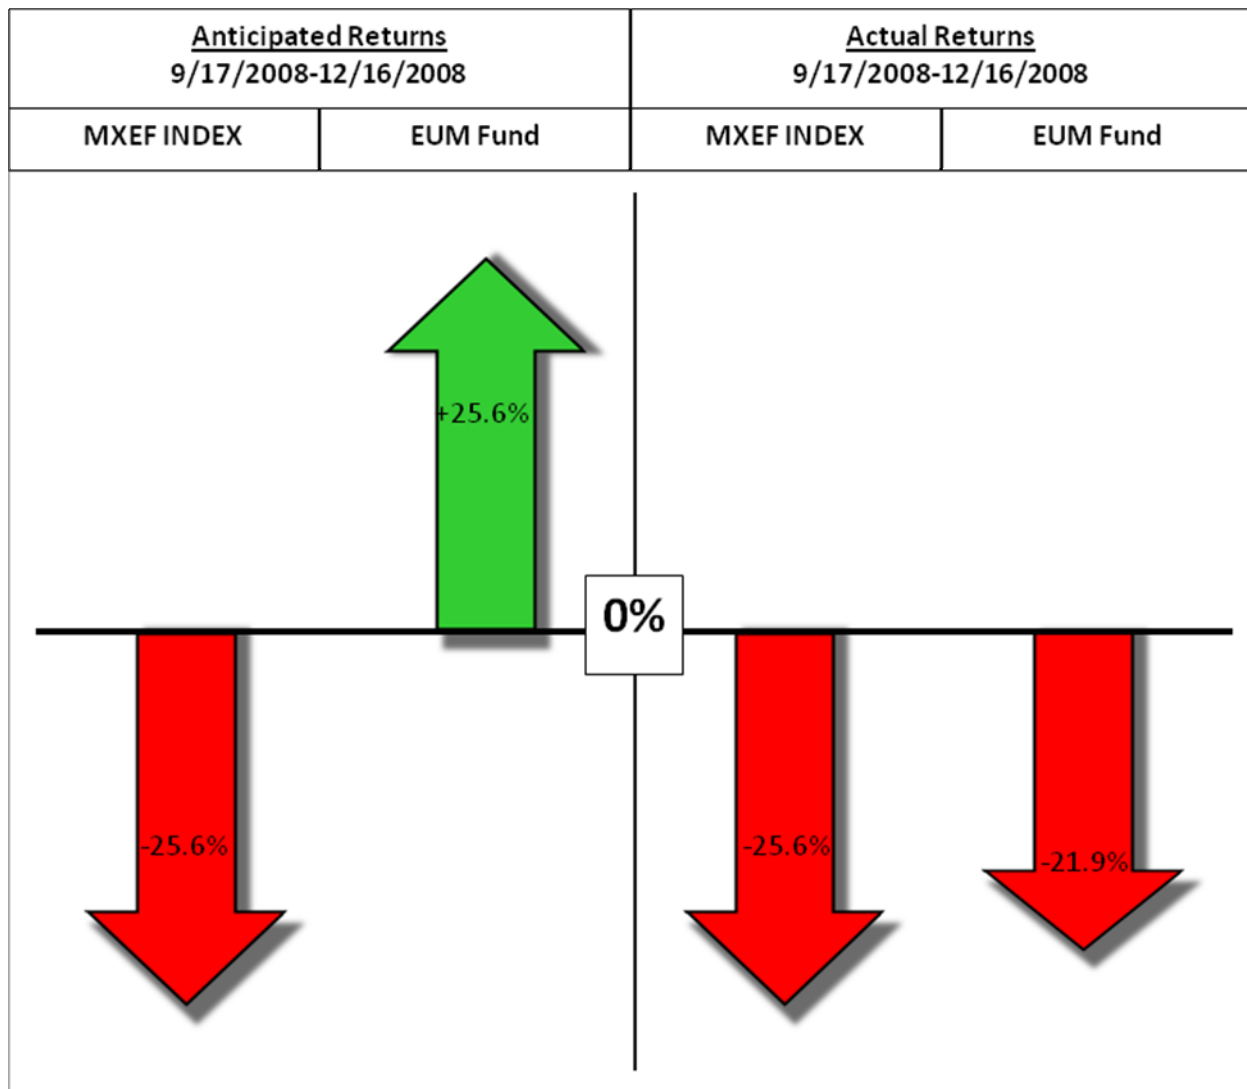 Anticipated Returns
9/17/2008-12/16/2008
Actual Returns
9/17/2008-12/16/2008
MXEF INDEX
EUM Fund
MXEF INDEX
EUM Fund
+25.6%
0%
-25.6%
-25.6%
-21.9%